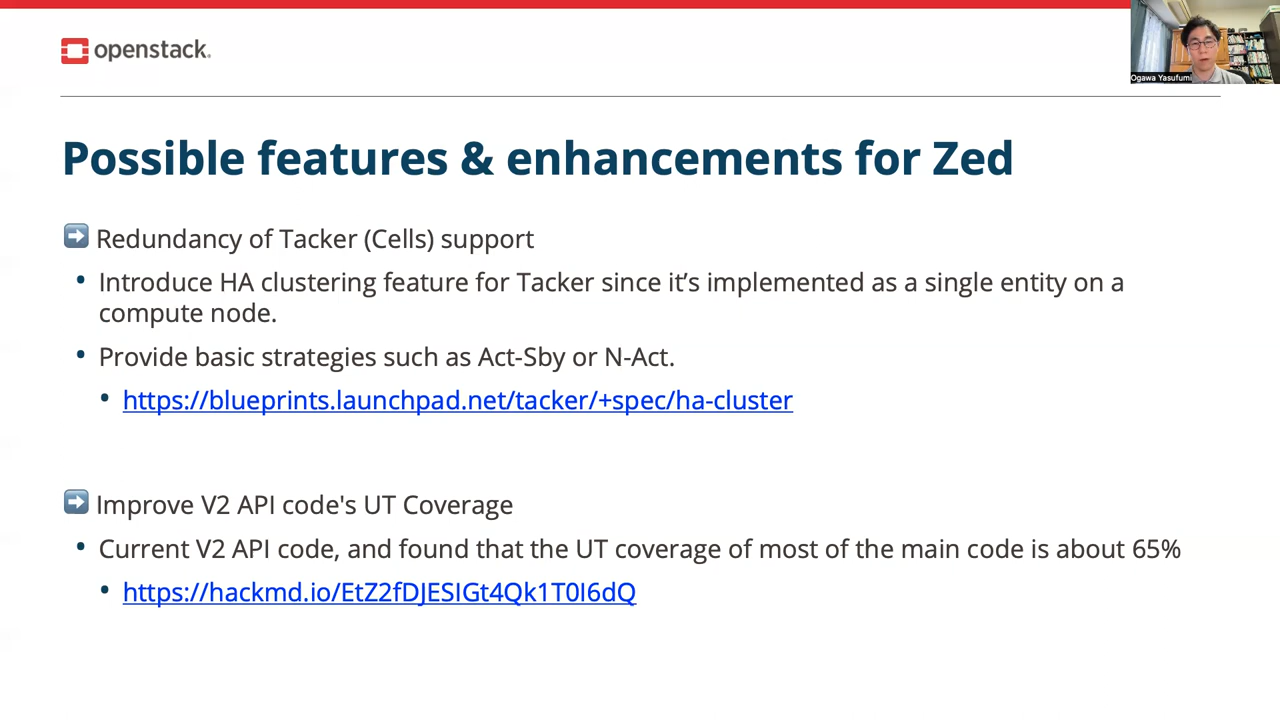 openstack.
Ogawa Yasufumi
Possible features & enhancements for Zed
Redundancy of Tacker (Cells) support
• Introduce HA clustering feature for Tacker since it’s implemented as a single entity on a
compute node.
• Provide basic strategies such as Act-Sby or N-Act.
• https://blueprints.launchpad.net/tacker/+spec/ha-cluster
Improve V2 API code's UT Coverage
• Current V2 API code, and found that the UT coverage of most of the main code is about 65%
• https://hackmd.io/EtZ2fDJESIGt4Qk1T0I6dQ